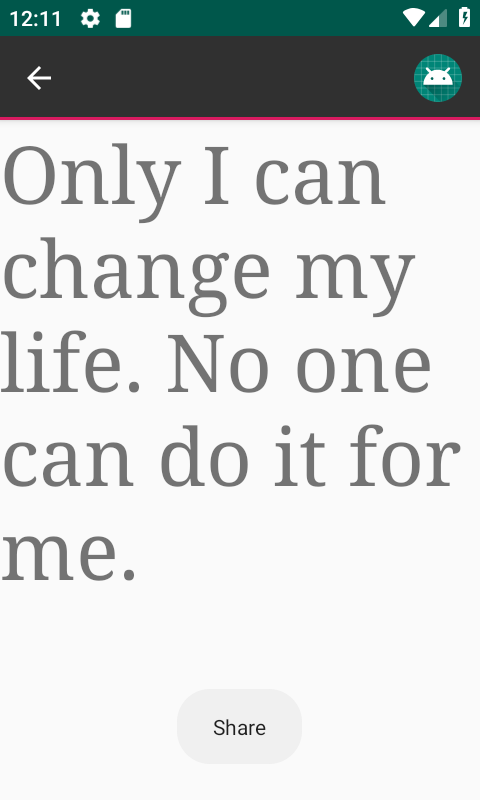 12:11
Only I can
change my
life. No one
can do it for
me.
Share